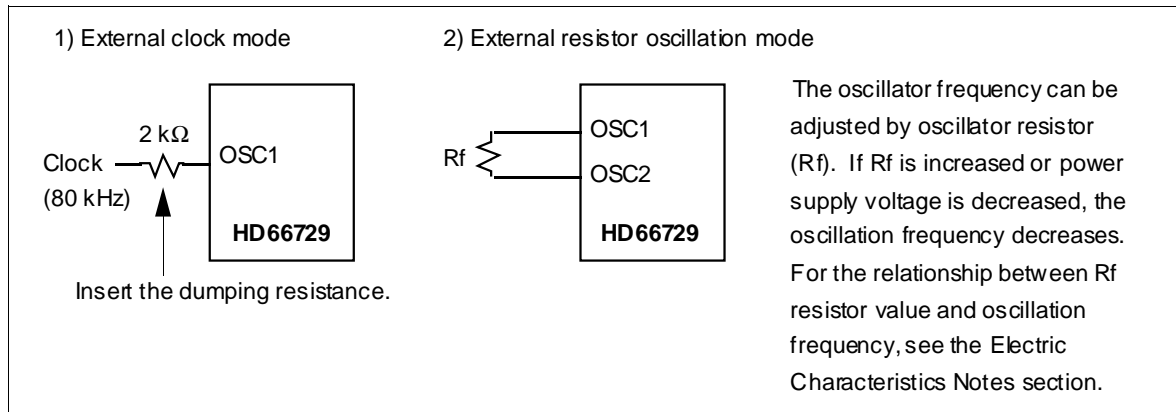 1) External clock mode
2 kΩ
Clock
(80 kHz)
OSC1
HD66729
Insert the dumping resistance.
2) External resistor oscillation mode
Rf
OSC1
OSC2
HD66729
The oscillator frequency can be
adjusted by oscillator resistor
(Rf). If Rf is increased or power
supply voltage is decreased, the
oscillation frequency decreases.
For the relationship between Rf
resistor value and oscillation
frequency, see the Electric
Characteristics Notes section.